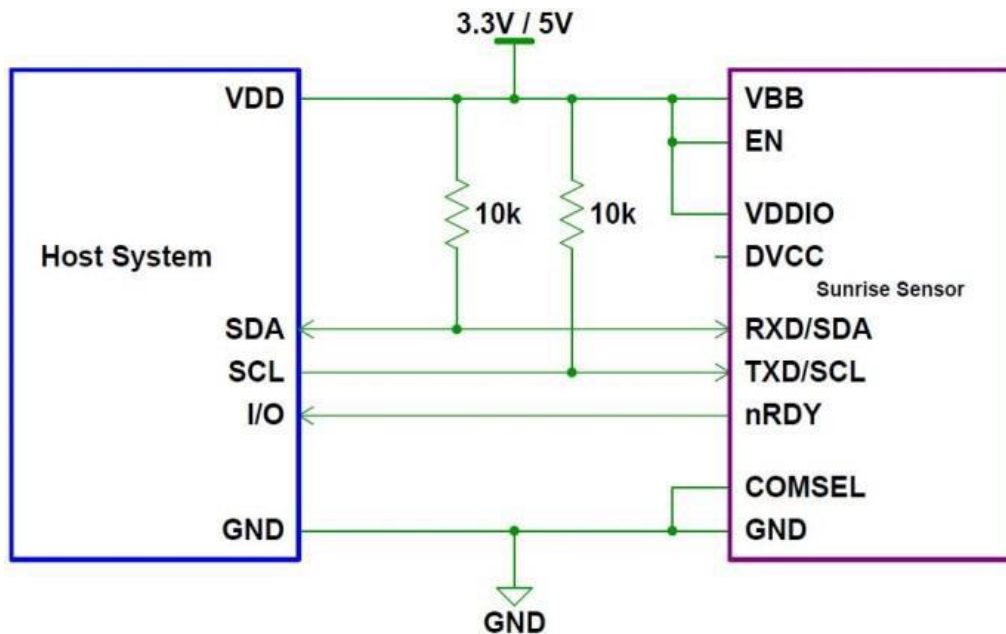 3.3V / 5V
VDD
VBB
EN
10k
10k
VDDIO
Host System
DVCC
Sunrise Sensor
SDA
RXD/SDA
SCL
TXD/SCL
I/O
nRDY
COMSEL
GND
GND
GND